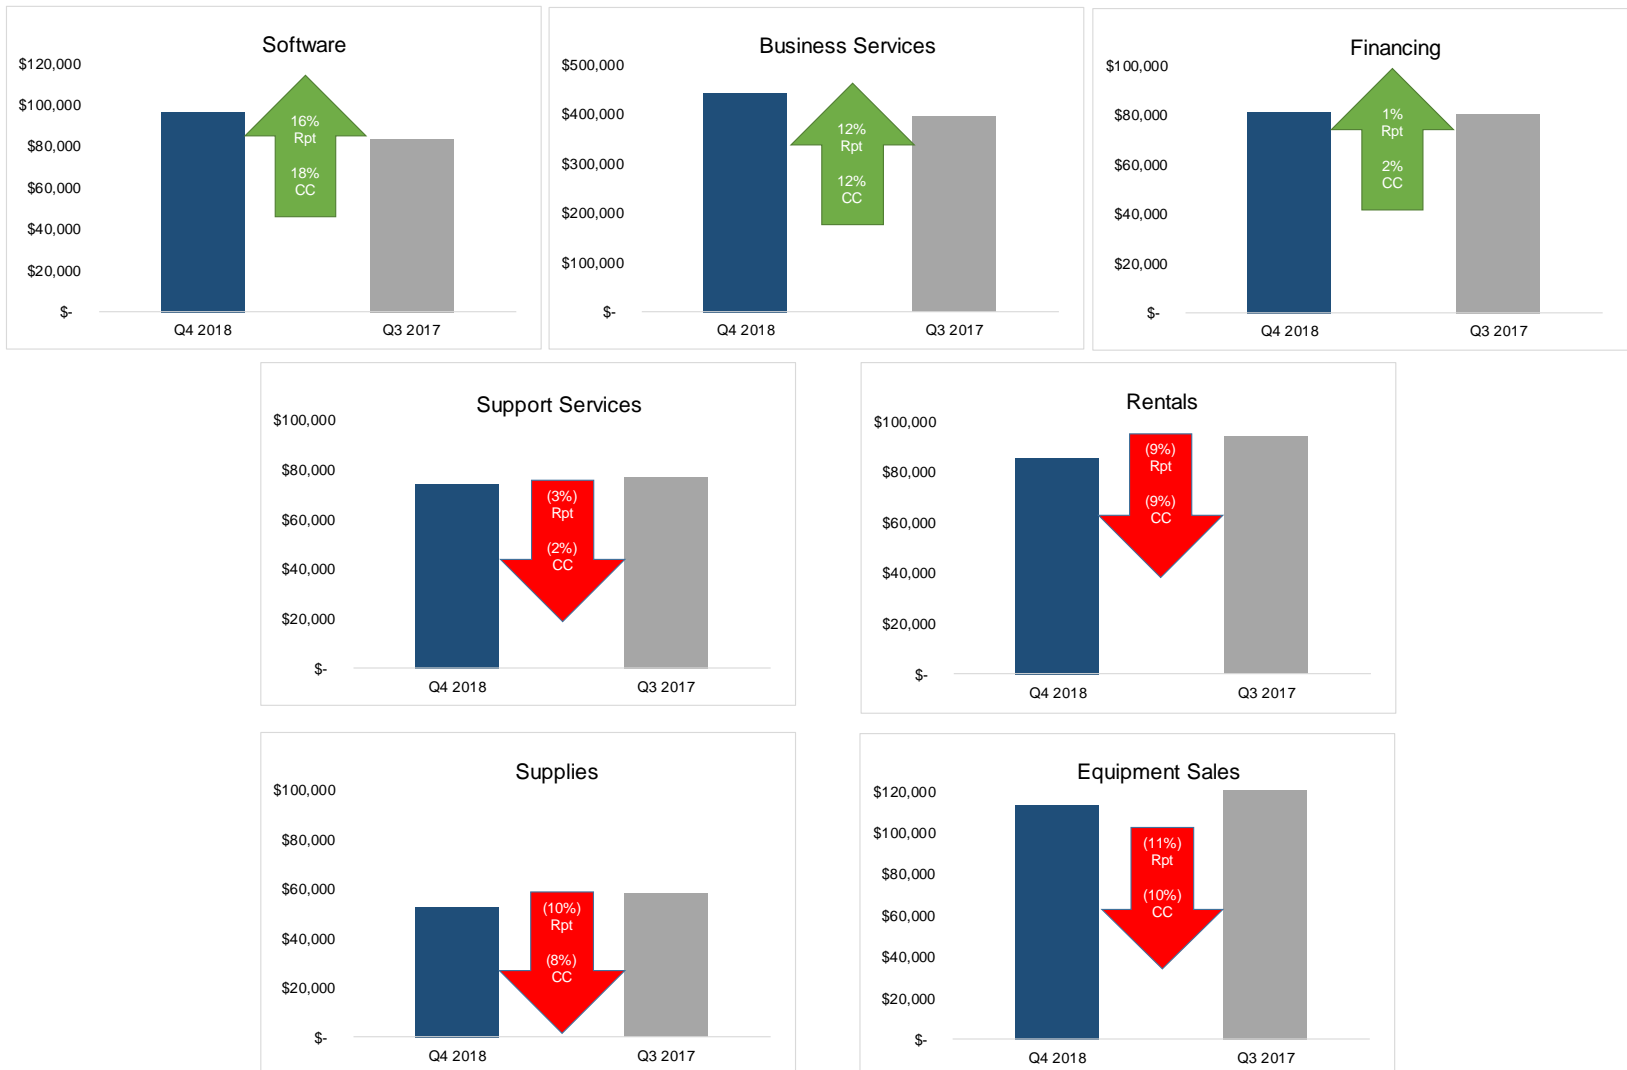 Software
$120,000
$100,000
$80,000
$60,000
$40,000
$20,000
$-
16%
Rpt
18%
CC
Q4 2018
Q3 2017
Business Services
$500,000
$400,000
$300,000
$200,000
$100,000
$-
12%
Rpt
12%
CC
Q4 2018
Q3 2017
Financing
$100,000
$80,000
$60,000
$40,000
$20,000
$-
1%
Rpt
2%
CC
Q4 2018
Q3 2017
Support Services
$100,000
$80,000
$60,000
$40,000
$20,000
$-
(3%)
Rpt
(2%)
CC
Q4 2018
Q3 2017
Rentals
$100,000
$80,000
$60,000
$40,000
$20,000
$-
(9%)
Rpt
(9%)
CC
Q4 2018
Q3 2017
Supplies
$100,000
$80,000
$60,000
$40,000
$20,000
$-
(10%)
Rpt
(8%)
CC
Q4 2018
Q3 2017
Equipment Sales
$120,000
$100,000
$80,000
$60,000
$40,000
$20,000
$-
(11%)
Rpt
(10%)
CC
Q4 2018
Q3 2017